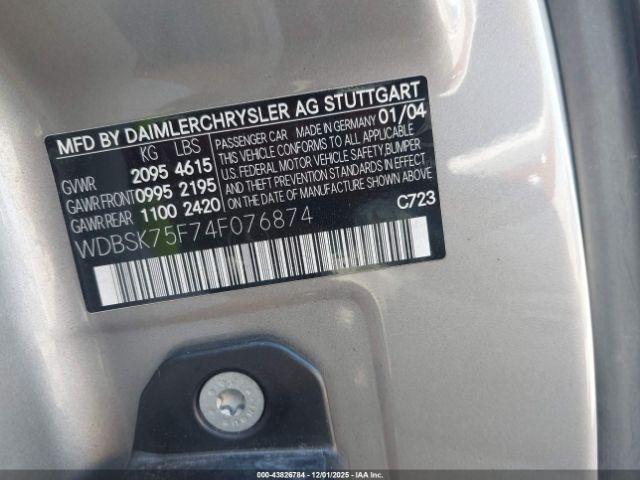 MFD BY DAIMLERCHRYSLER AG STUTTGART
KG LBS
GVWR 2095 4615
GAWR FRONT 0995 2195
GAWR REAR 1100 2420
PASSENGER CAR MADE IN GERMANY 01/04
THIS VEHICLE CONFORMS TO ALL APPLICABLE
U.S. FEDERAL MOTOR VEHICLE SAFETY, BUMPER
AND THEFT PREVENTION STANDARDS IN EFFECT
ON THE DATE OF MANUFACTURE SHOWN ABOVE
C723
WDBSK75F74F076874
000-43826784 - 12/01/2025 - IAA Inc.